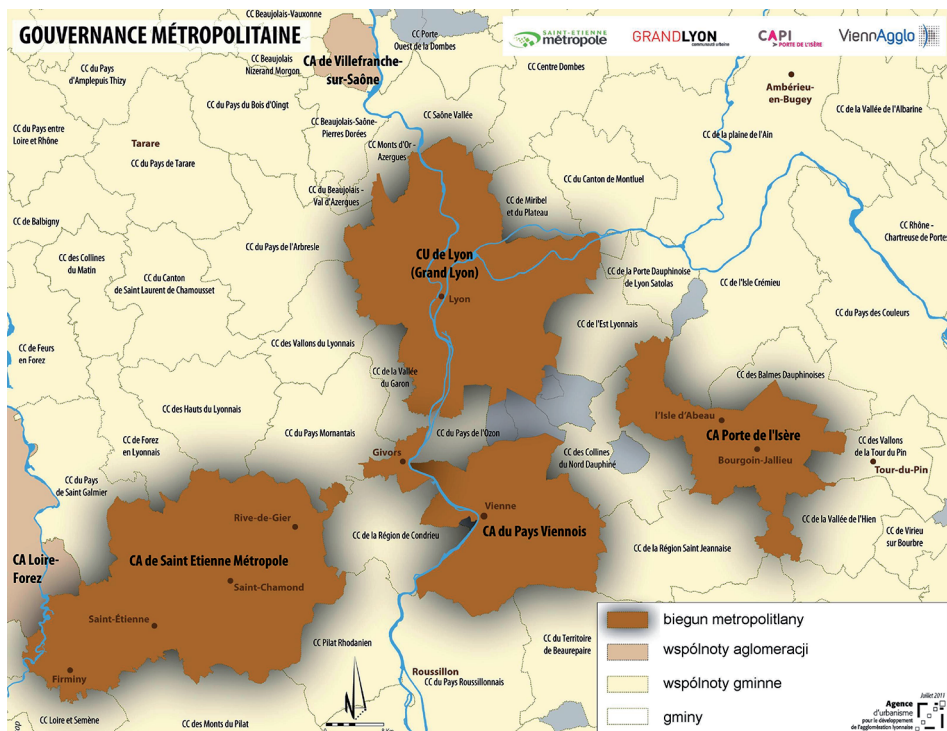 GOUVERNANCE MÉTROPOLITAINE
SAINT-ETIENNE
métropole
GRANDLYON
communauté urbaine
CAPI
PORTE DE L'ISÈRE
ViennAgglo
CC Beaujolais-Vauxonne
CC Porte
Ouest de la Dombes
CC du Pays
d'Amplepuis Thizy
CC Beaujolais
Nizerand Morgon
CA de Villefranche-
sur-Saône
CC Centre Dombes
Ambérieu-
en-Bugey
CC du Pays du Bois d'Oingt
CC Saône Vallée
CC de la Vallée de l'Albarine
CC du Pays entre
Loire et Rhône
Tarare
CC Beaujolais-Saône-
Pierres Dorées
CC de la plaine de l'Ain
CC du Pays de Tarare
CC Monts d'Or -
Azergues
CC du Canton de Montluel
CC du Beaujolais -
Val d'Azergues
CC de Miribel
et du Plateau
CC de Balbigny
CC Rhône -
Chartreuse de Portes
CC du Pays de l'Arbresle
CC des Collines
du Matin
CU de Lyon
(Grand Lyon)
CC du Canton
de Saint Laurent de Chamousset
CC de la Porte Dauphinoise
de Lyon Satolas
CC de l'Isle Crémieu
Lyon
CC du Pays des Couleurs
CC de l'Est Lyonnais
CC de Feurs
en Forez
CC des Vallons du Lyonnais
CC de la Vallée
du Garon
CC des Balmes Dauphinoises
CC des Hauts du Lyonnais
l'Isle d'Abeau
CC du Pays Mornantais
CC du Pays de l'Ozon
CA Porte de l'Isère
CC de Forez
en Lyonnais
CC des Vallons
de la Tour du Pin
Bourgoin-Jallieu
Givors
CC des Collines
du Nord Dauphiné
Tour-du-Pin
CC du Pays
de Saint Galmier
Vienne
Rive-de-Gier
CC de la Vallée de l'Hien
CC de la Région de Condrieu
CA du Pays Viennois
CC de Virieu
sur Bourbre
CC de la Région Saint Jeannaise
CA Loire-
Forez
CA de Saint Etienne Métropole
Saint-Chamond
Saint-Étienne
CC Pilat Rhodanien
CC du Territoire
de Beaurepaire
Firminy
Roussillon
CC du Pays Roussillonnais
CC Loire et Semène
CC des Monts du Pilat
N
biegun metropolitlany
wspólnoty aglomeracji
wspólnoty gminne
gminy
Juillet 2011
Agence
d'urbanisme
pour le développement
de l'agglomération lyonnaise